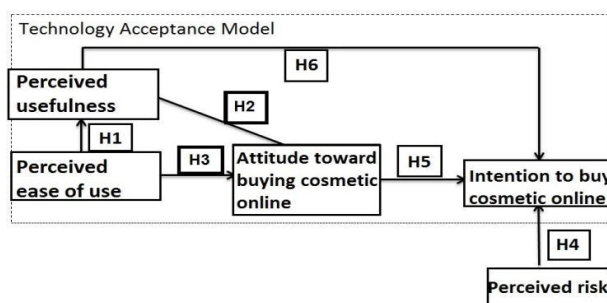 Technology Acceptance Model
H6
Perceived
usefulness
H2
H1
H3
Perceived
ease of use
Attitude toward
buying cosmetic
online
H5
Intention to buy
cosmetic online
H4
Perceived risk